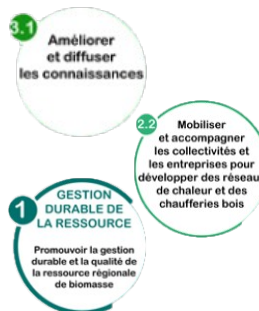 3.1
Améliorer
et diffuser
les connaissances
2.2
Mobiliser
et accompagner
les collectivités et
les entreprises pour
développer des réseau
de chaleur et des
chaufferies bois
1
GESTION
DURABLE DE
LA RESSOURCE
Promouvoir la gestion
durable et la qualité de
la ressource régionale
de biomasse